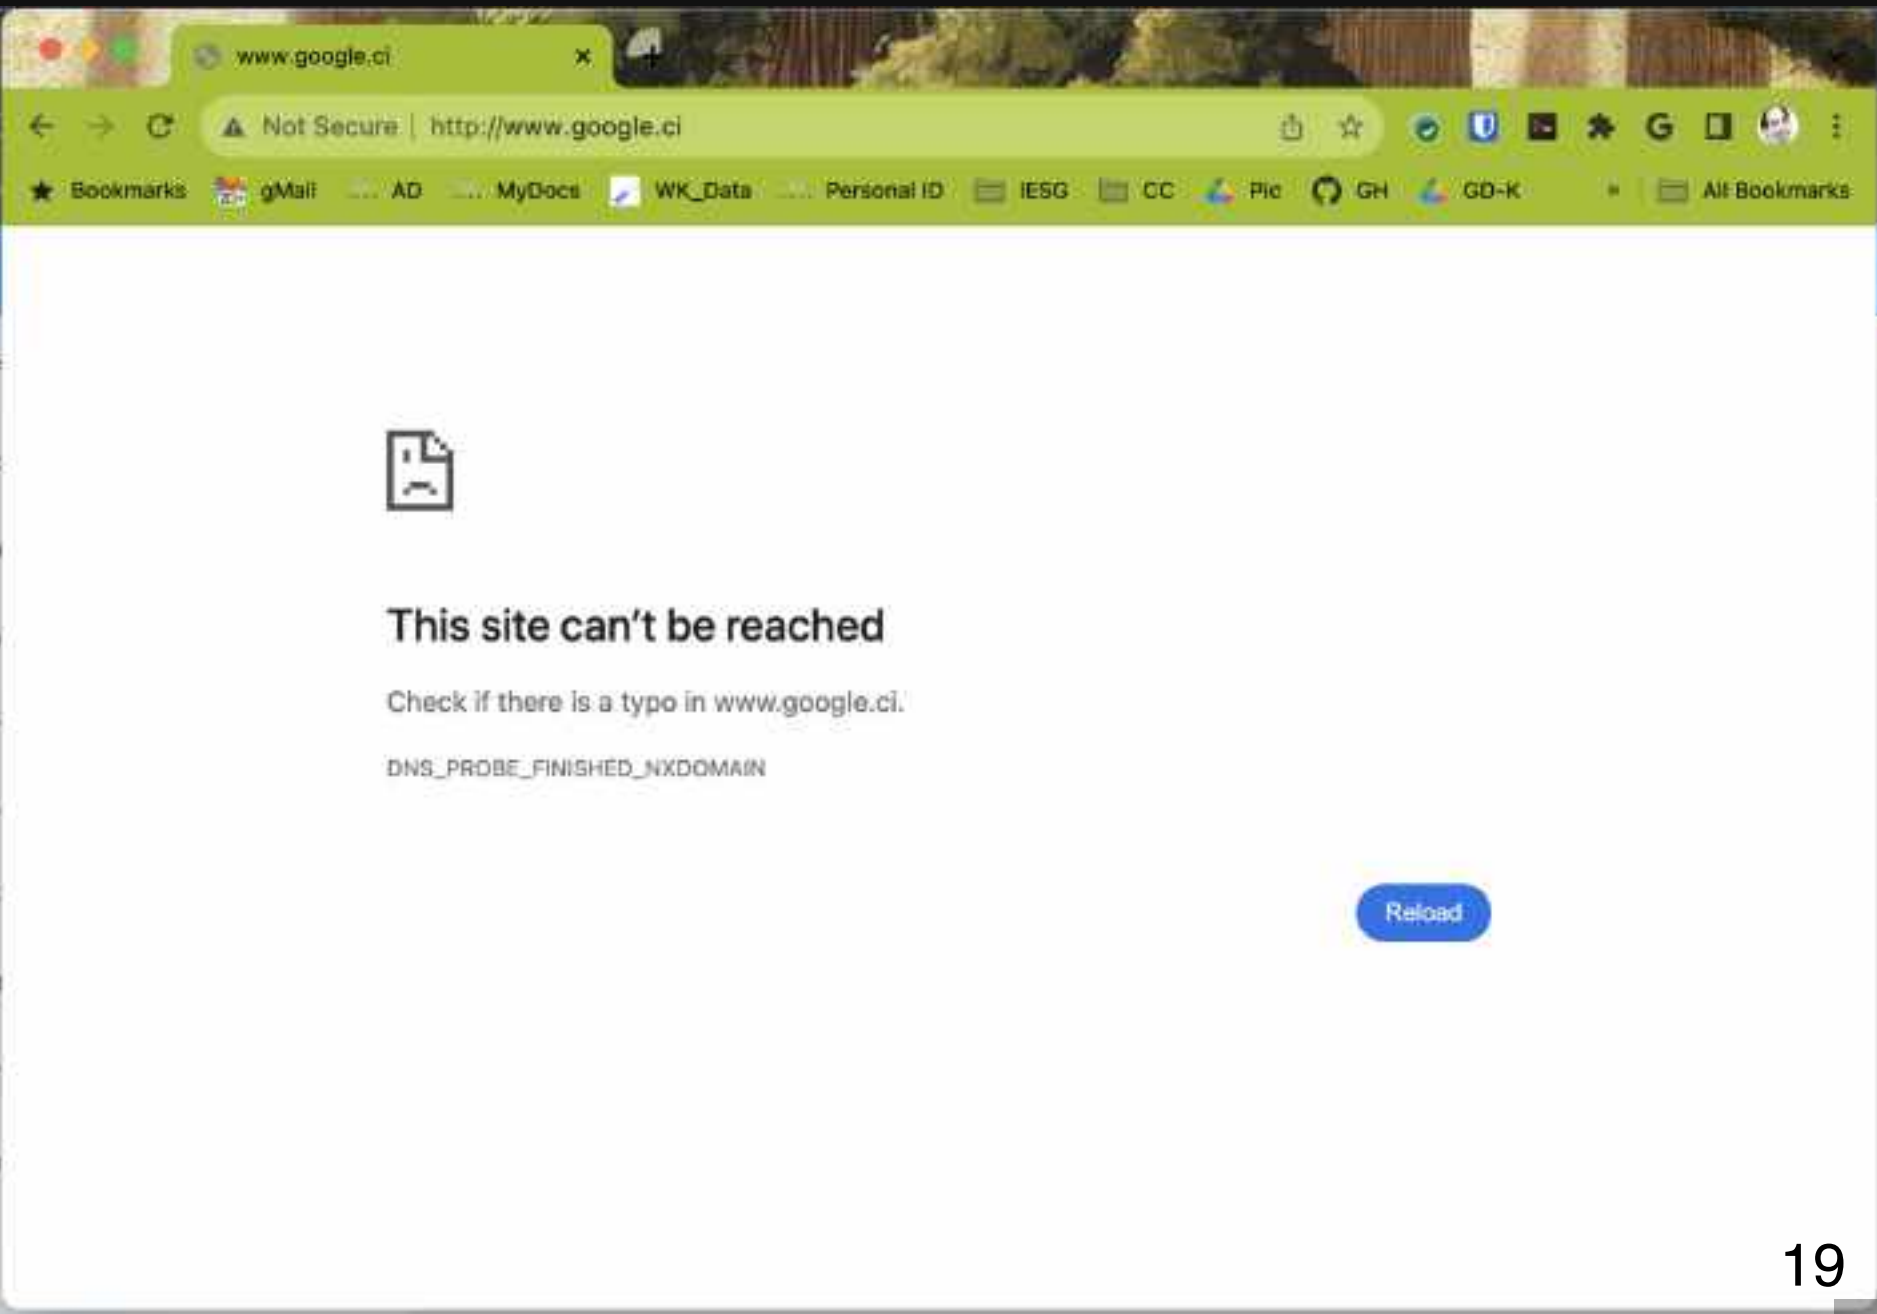 www.google.ci
Not Secure | http://www.google.ci
Bookmarks gMail AD MyDocs WK_Data Personal ID IESG CC Pic GH GD-K » All Bookmarks
This site can't be reached
Check if there is a typo in www.google.ci.
DNS_PROBE_FINISHED_NXDOMAIN
Reload
19